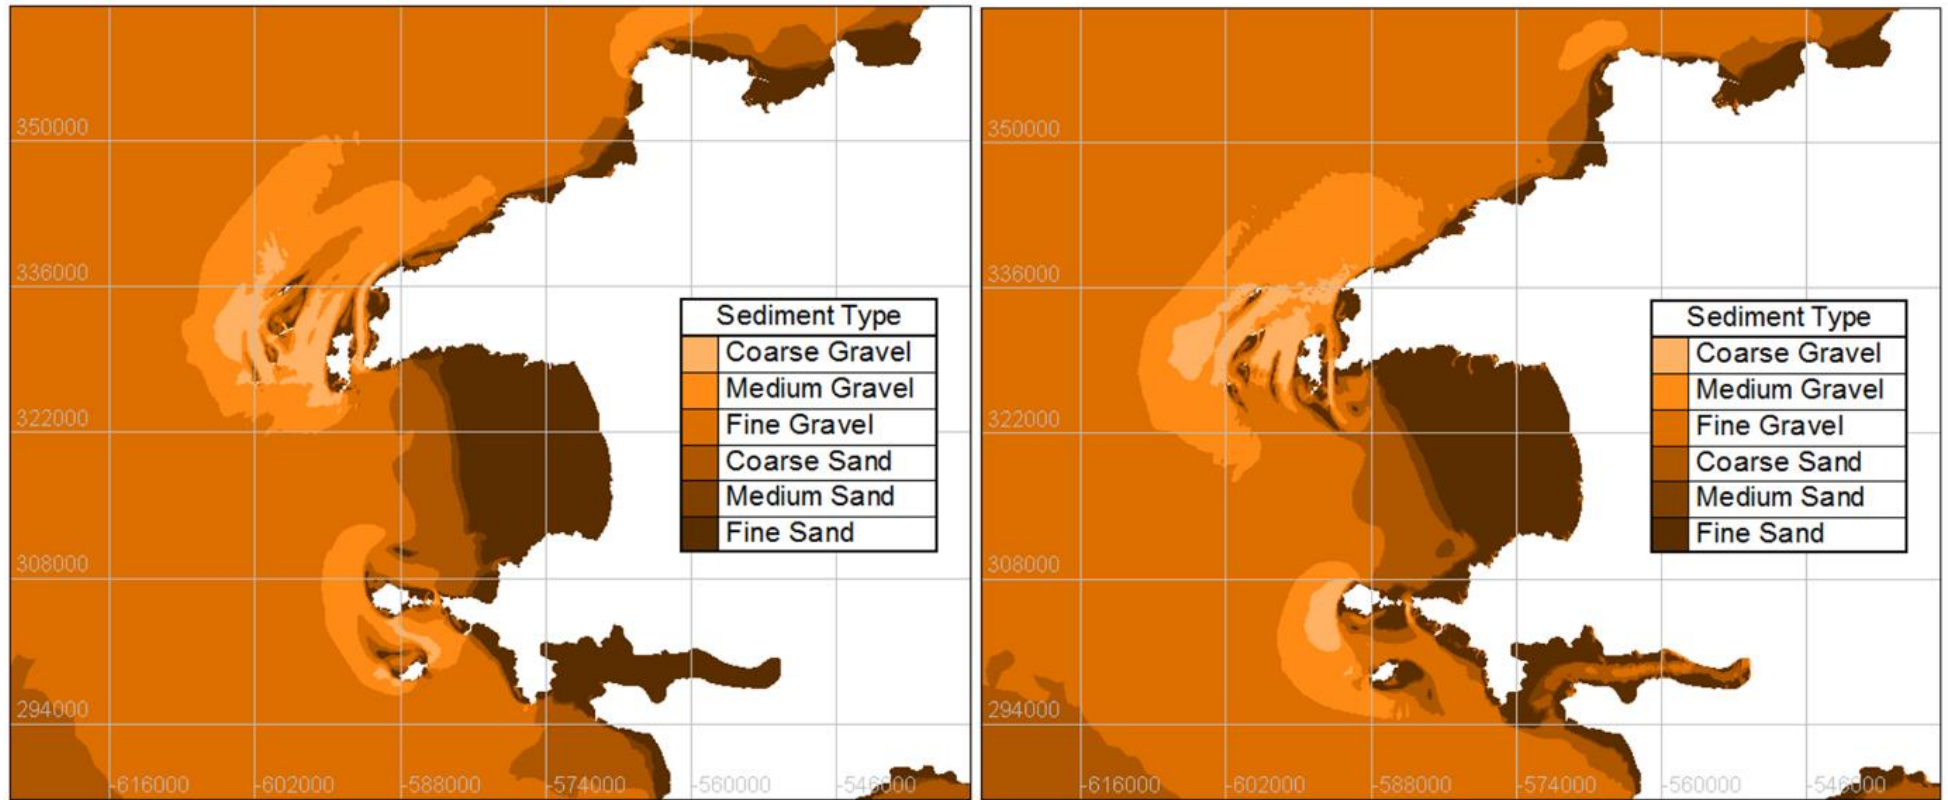 350000
336000
322000
308000
294000
-616000 -602000 -588000 -574000 -560000 -546000
Sediment Type
Coarse Gravel
Medium Gravel
Fine Gravel
Coarse Sand
Medium Sand
Fine Sand
350000
336000
322000
308000
294000
-616000 -602000 -588000 -574000 -560000 -546000
Sediment Type
Coarse Gravel
Medium Gravel
Fine Gravel
Coarse Sand
Medium Sand
Fine Sand